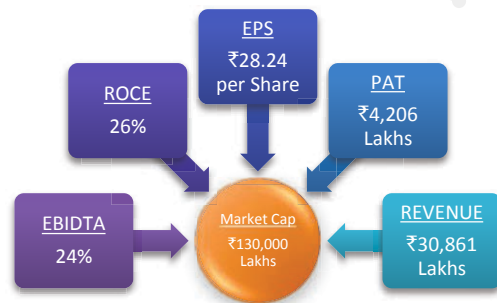 EPS
₹28.24
per Share
ROCE
26%
PAT
₹4,206
Lakhs
EBIDTA
24%
Market Cap
₹130,000
Lakhs
REVENUE
₹30,861
Lakhs